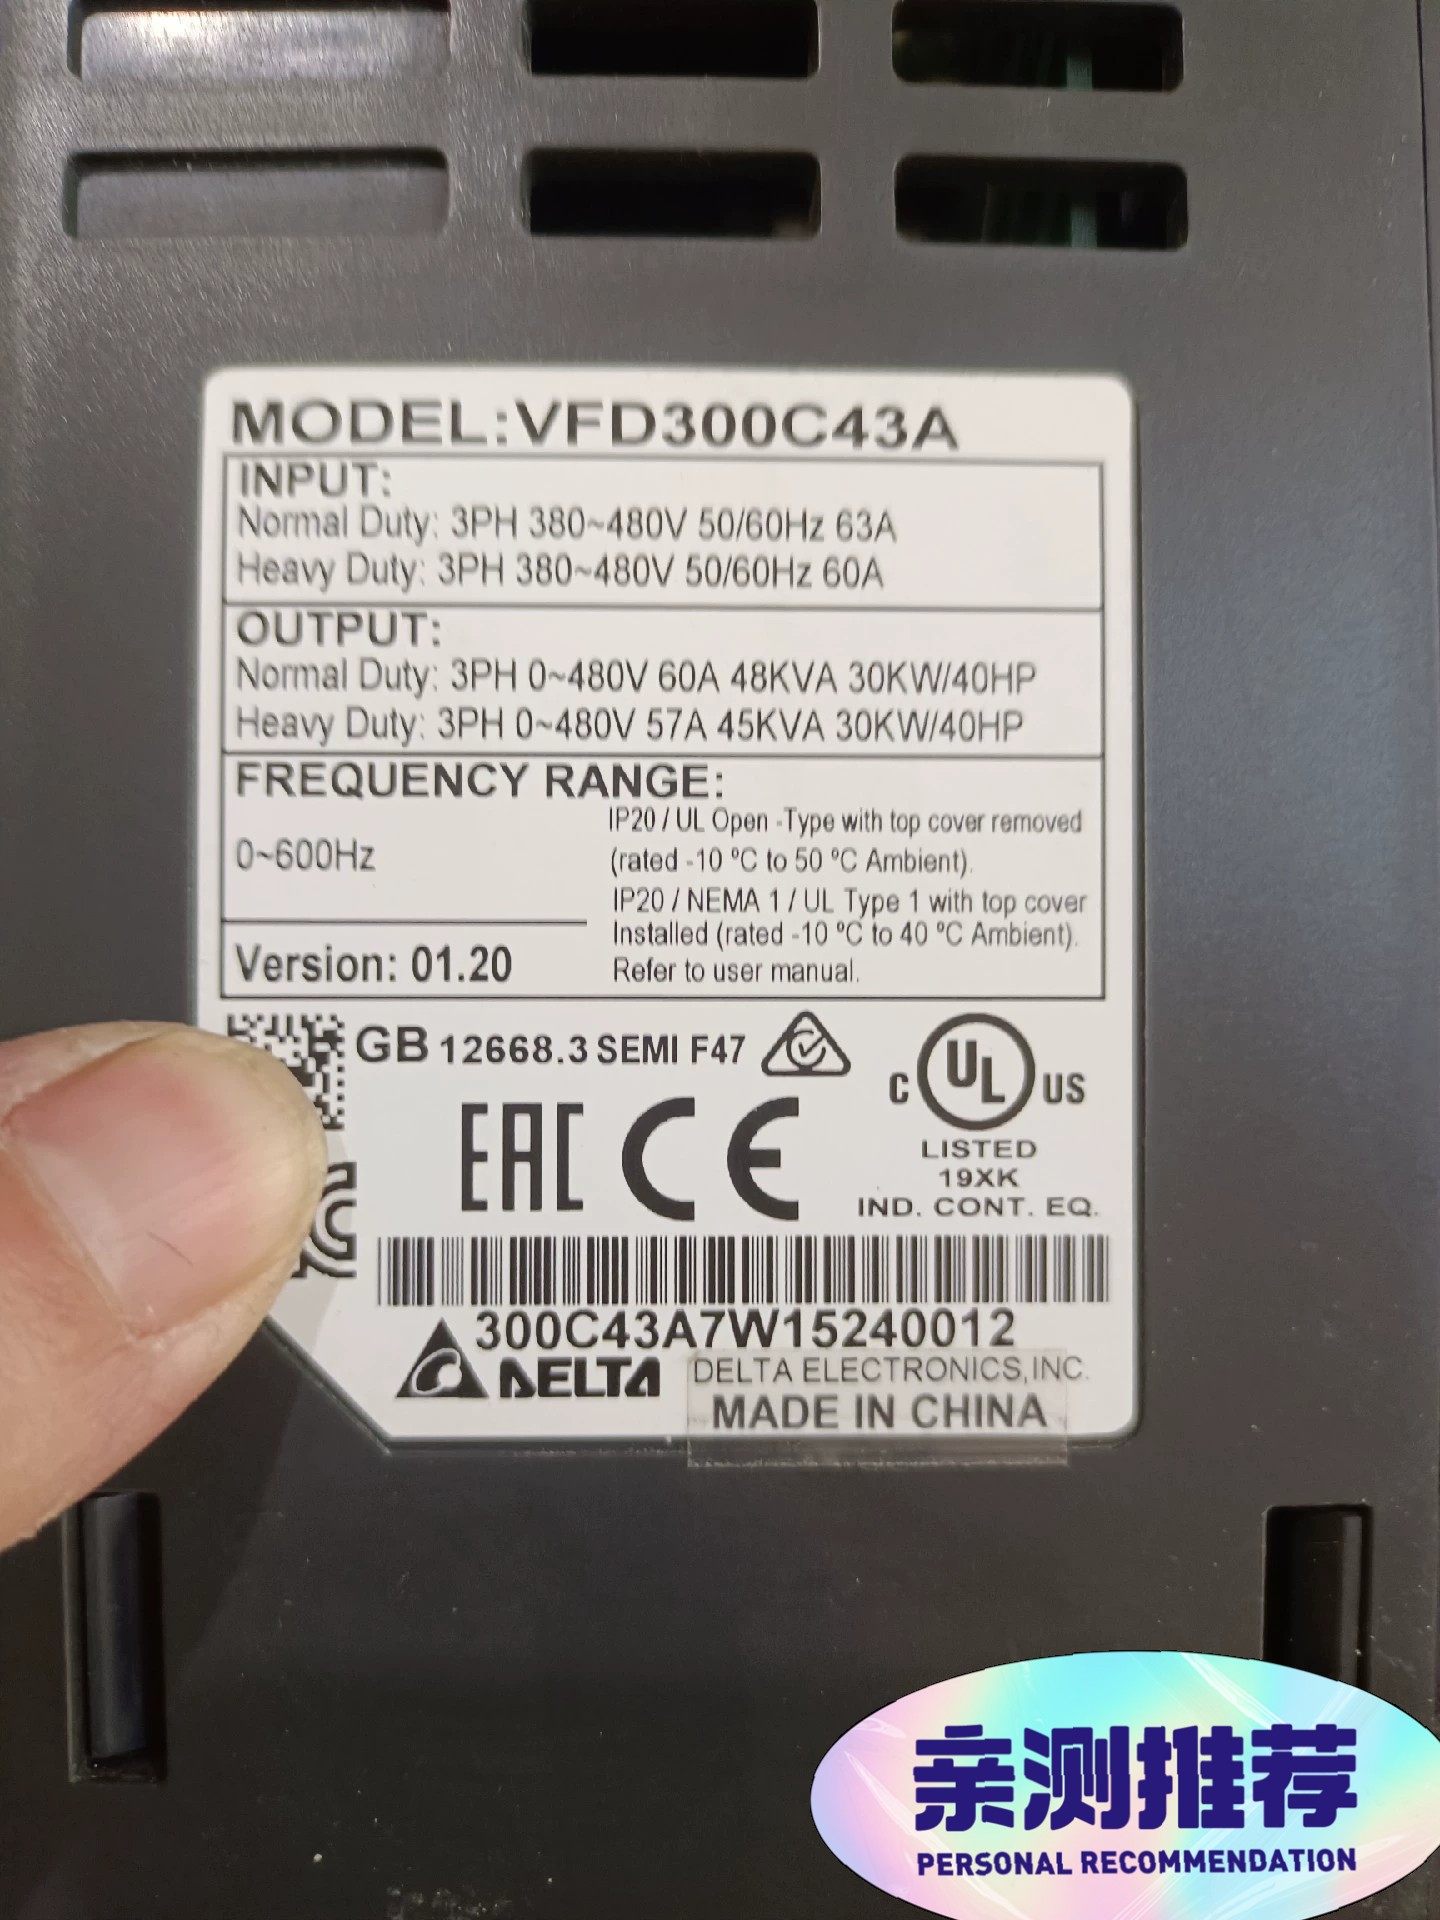 MODEL:VFD300C43A
INPUT:
Normal Duty: 3PH 380~480V 50/60Hz 63A
Heavy Duty: 3PH 380~480V 50/60Hz 60A
OUTPUT:
Normal Duty: 3PH 0~480V 60A 48KVA 30KW/40HP
Heavy Duty: 3PH 0~480V 57A 45KVA 30KW/40HP
FREQUENCY RANGE:
0~600Hz
IP20 / UL Open -Type with top cover removed
(rated -10 ºC to 50 ºC Ambient).
IP20 / NEMA 1 / UL Type 1 with top cover
Installed (rated -10 ºC to 40 ºC Ambient).
Refer to user manual.
Version: 01.20
GB 12668.3 SEMI F47
C UL US
LISTED
19XK
IND. CONT. EQ.
EAC CE
300C43A7W15240012
DELTA
DELTA ELECTRONICS,INC.
MADE IN CHINA
亲测推荐
PERSONAL RECOMMENDATION